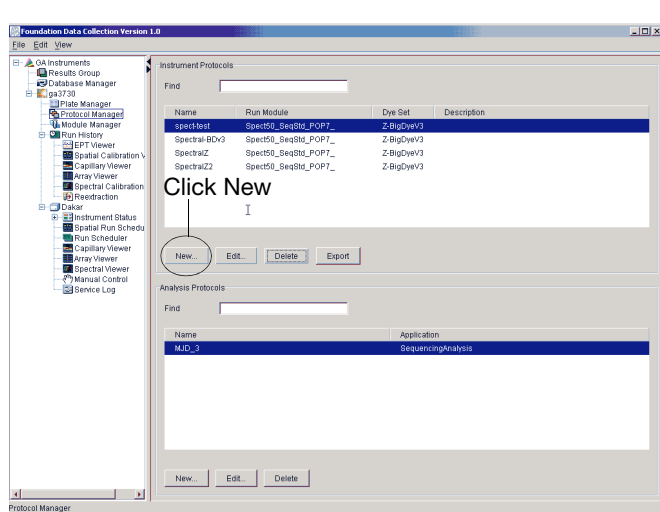 Foundation Data Collection Version 1.0
File Edit View
GA Instruments
Results Group
Database Manager
ga3730
Plate Manager
Protocol Manager
Module Manager
Run History
EPT Viewer
Spatial Calibration V
Capillary Viewer
Array Viewer
Spectral Calibration
Reextraction
Dakar
Instrument Status
Spatial Run Schedu
Run Scheduler
Capillary Viewer
Array Viewer
Spectral Viewer
Manual Control
Service Log
Instrument Protocols
Find
Name Run Module Dye Set Description
spect-test Spect50_SeqStd_POP7_ Z-BigDyeV3
Spectral-BDv3 Spect50_SeqStd_POP7_ Z-BigDyeV3
SpectralZ Spect50_SeqStd_POP7_ Z-BigDyeV3
SpectralZ2 Spect50_SeqStd_POP7_ Z-BigDyeV3
Click New
New... Edit... Delete Export
Analysis Protocols
Find
Name Application
MJD_3 SequencingAnalysis
New... Edit... Delete
Protocol Manager